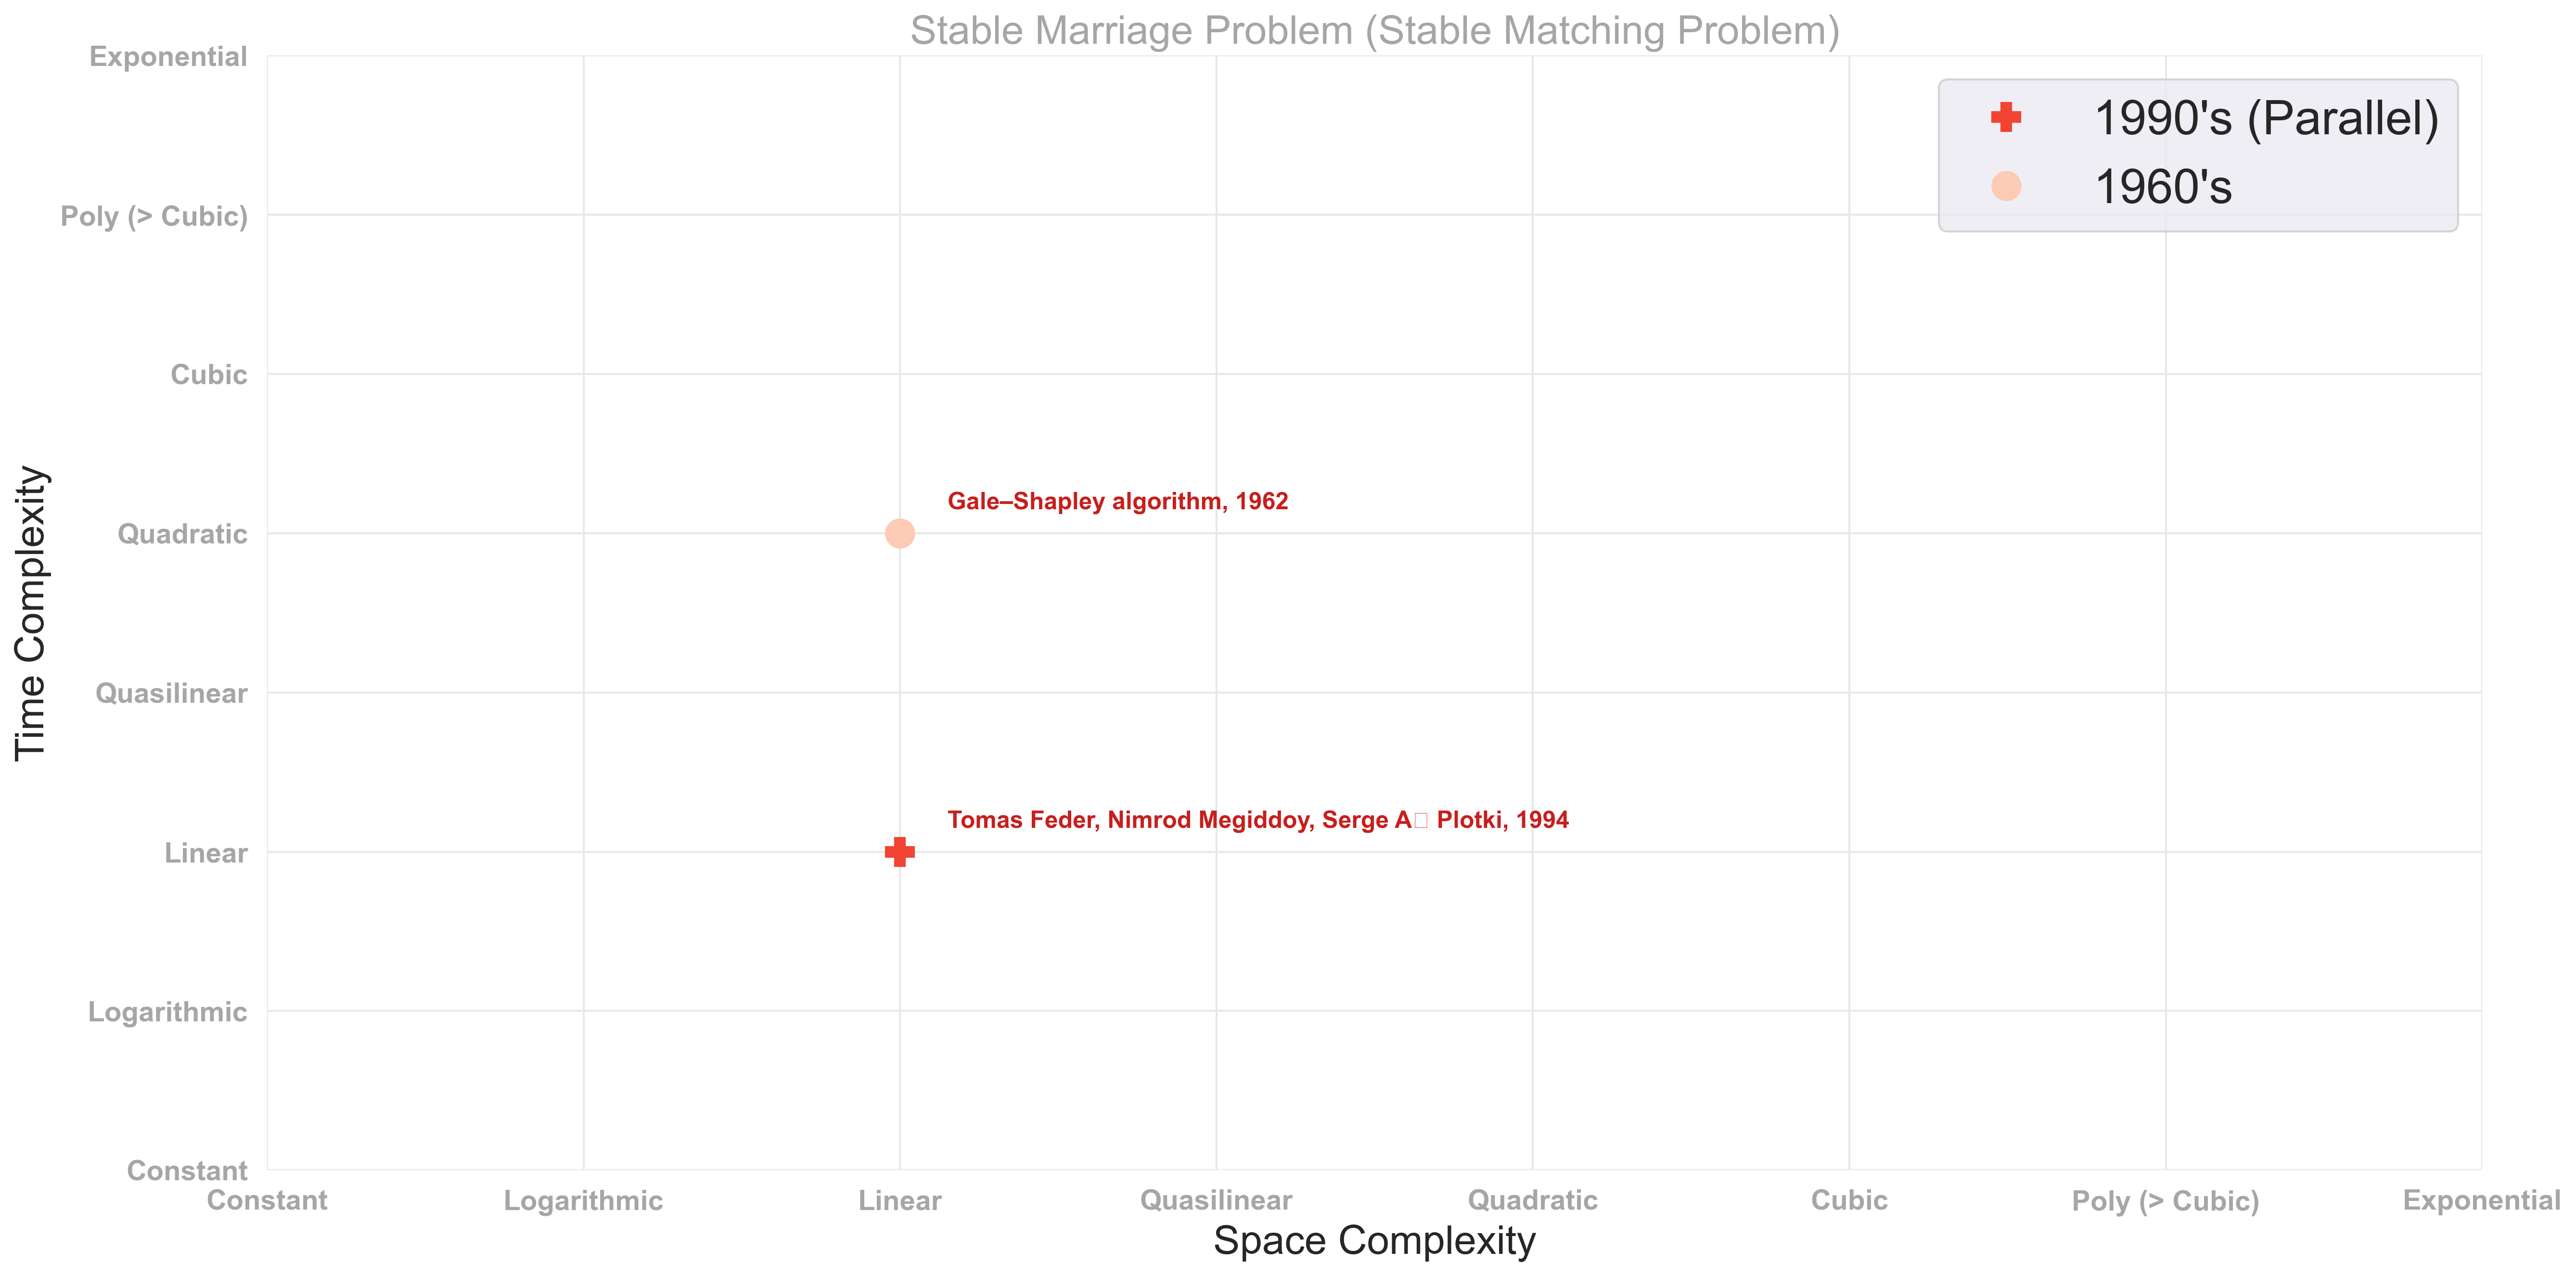 Stable Marriage Problem (Stable Matching Problem)
Exponential
Poly (> Cubic)
Cubic
Quadratic
Quasilinear
Linear
Logarithmic
Constant
Time Complexity
1990's (Parallel)
1960's
Gale–Shapley algorithm, 1962
Tomas Feder, Nimrod Megiddoy, Serge A□ Plotki, 1994
Constant
Logarithmic
Linear
Quasilinear
Quadratic
Cubic
Poly (> Cubic)
Exponential
Space Complexity